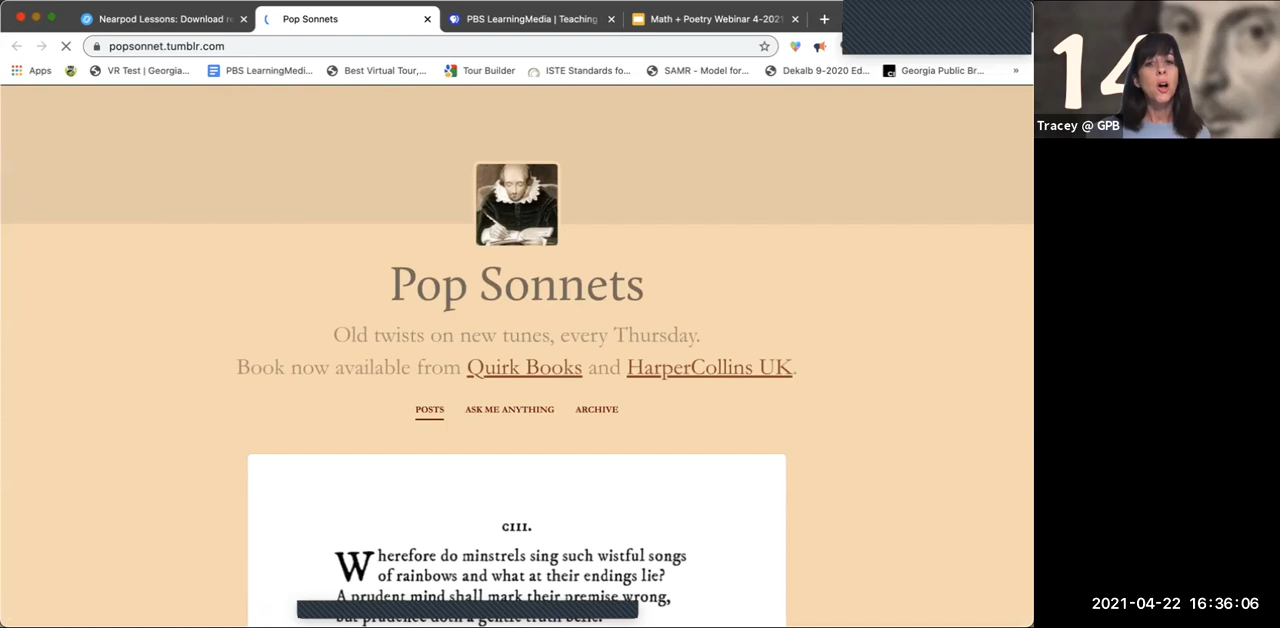 Nearpod Lessons: Download re
Pop Sonnets
PBS LearningMedia | Teaching
Math + Poetry Webinar 4-2021
popsonnet.tumblr.com
Apps
VR Test | Georgia...
PBS LearningMedi...
Best Virtual Tour,...
Tour Builder
ISTE Standards fo...
SAMR - Model for...
Dekalb 9-2020 Ed...
Georgia Public Br...
»
14
Tracey @ GPB
Pop Sonnets
Old twists on new tunes, every Thursday.
Book now available from Quirk Books and HarperCollins UK.
POSTS ASK ME ANYTHING ARCHIVE
CIII.
Wherefore do minstrels sing such wistful songs
of rainbows and what at their endings lie?
A prudent mind shall mark their premise wrong,
2021-04-22 16:36:06